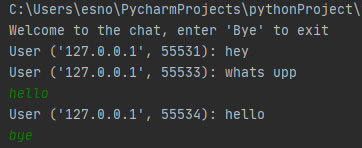 C:\Users\esno\PycharmProjects\pythonProject\
Welcome to the chat, enter 'Bye' to exit
User ('127.0.0.1', 55531): hey
User ('127.0.0.1', 55533): whats upp
hello
User ('127.0.0.1', 55534): hello
bye